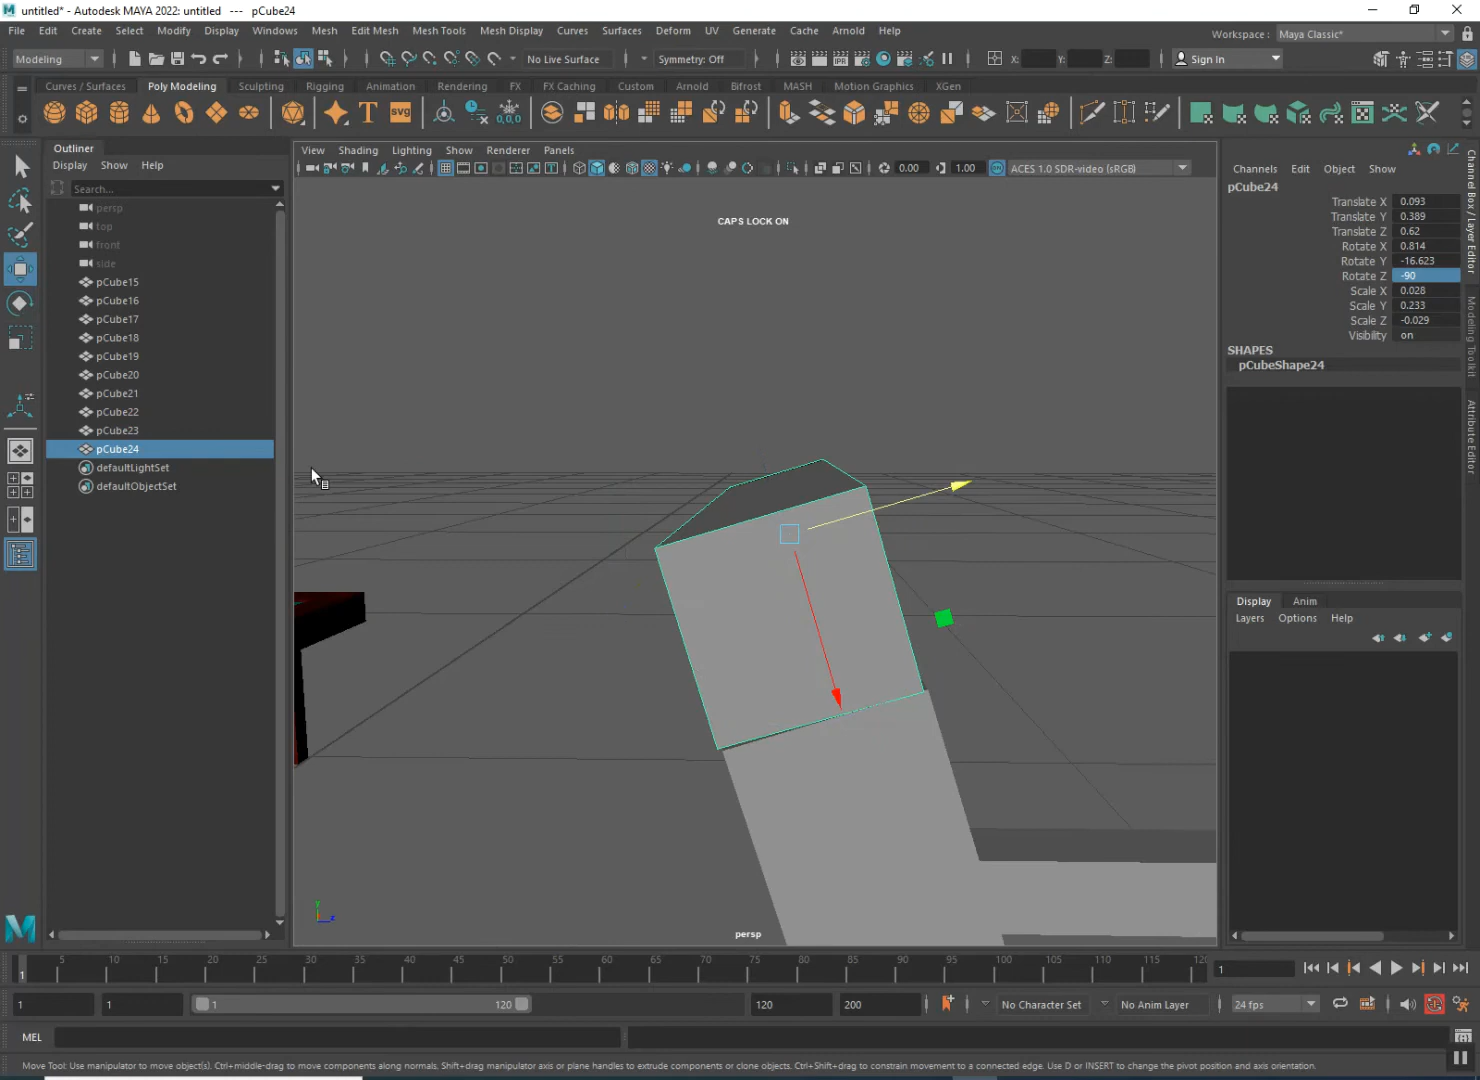 untitled* - Autodesk MAYA 2022: untitled --- pCube24
File Edit Create Select Modify Display Windows Mesh Edit Mesh Mesh Tools Mesh Display Curves Surfaces Deform UV Generate Cache Arnold Help
Workspace : Maya Classic*
Modeling
No Live Surface
Symmetry: Off
X:
Y:
Z:
Sign In
Curves / Surfaces Poly Modeling Sculpting Rigging Animation Rendering FX FX Caching Custom Arnold Bifrost MASH Motion Graphics XGen
Outliner
Display Show Help
Search...
persp
top
front
side
pCube15
pCube16
pCube17
pCube18
pCube19
pCube20
pCube21
pCube22
pCube23
pCube24
defaultLightSet
defaultObjectSet
View Shading Lighting Show Renderer Panels
0.00
1.00
ACES 1.0 SDR-video (sRGB)
CAPS LOCK ON
persp
Channels Edit Object Show
pCube24
Translate X 0.093
Translate Y 0.389
Translate Z 0.62
Rotate X 0.814
Rotate Y -16.623
Rotate Z -90
Scale X 0.028
Scale Y 0.233
Scale Z -0.029
Visibility on
SHAPES
pCubeShape24
Channel Box / Layer Editor
Modeling Toolkit
Attribute Editor
Display Anim
Layers Options Help
5 10 15 20 25 30 35 40 45 50 55 60 65 70 75 80 85 90 95 100 105 110 115 12
1
1
1
1
1
120
120
200
No Character Set
No Anim Layer
24 fps
MEL
Move Tool: Use manipulator to move object(s). Ctrl+middle-drag to move components along normals. Shift+drag manipulator axis or plane handles to extrude components or clone objects. Ctrl+Shift+drag to constrain movement to a connected edge. Use D or INSERT to change the pivot position and axis orientation.